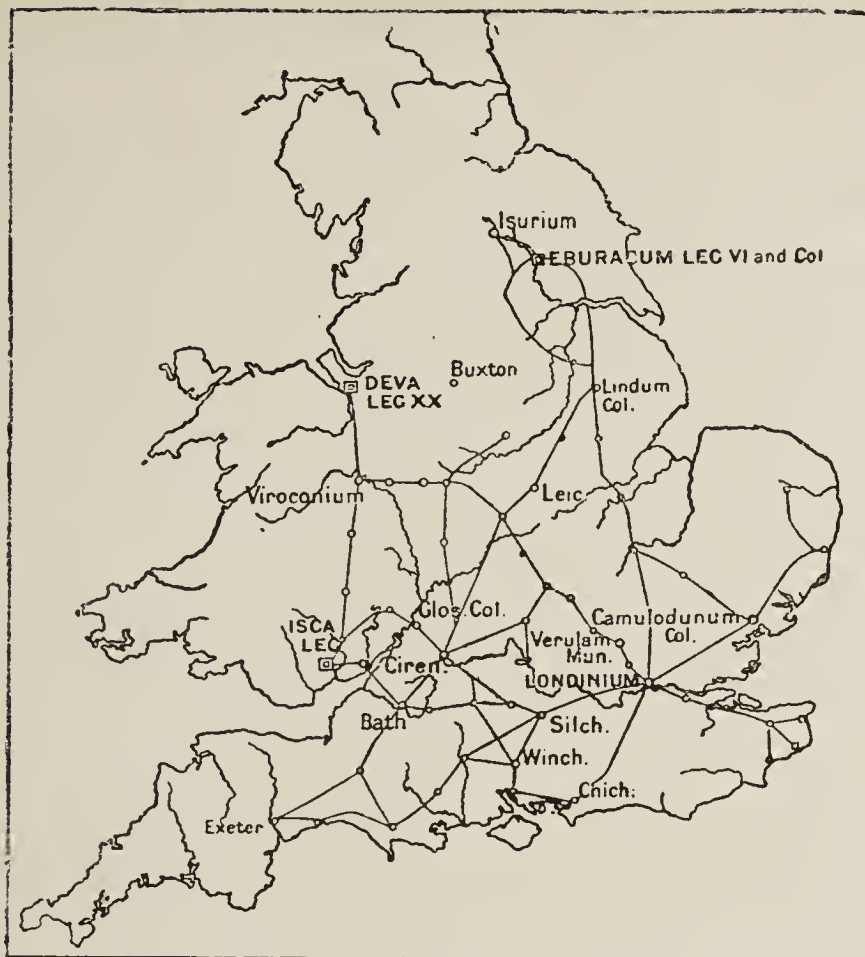 Isurium
EBURACUM LEG VI and Col
Buxton
DEVA
LEG XX
Lindum
Col.
Viroconium
Leic.
Glos. Col.
Camulodunum
Col.
ISCA
LEG
Ciren.
Verulam
Mun.
LONDINIUM
Bath
Silch.
Winch.
Chich:
Exeter